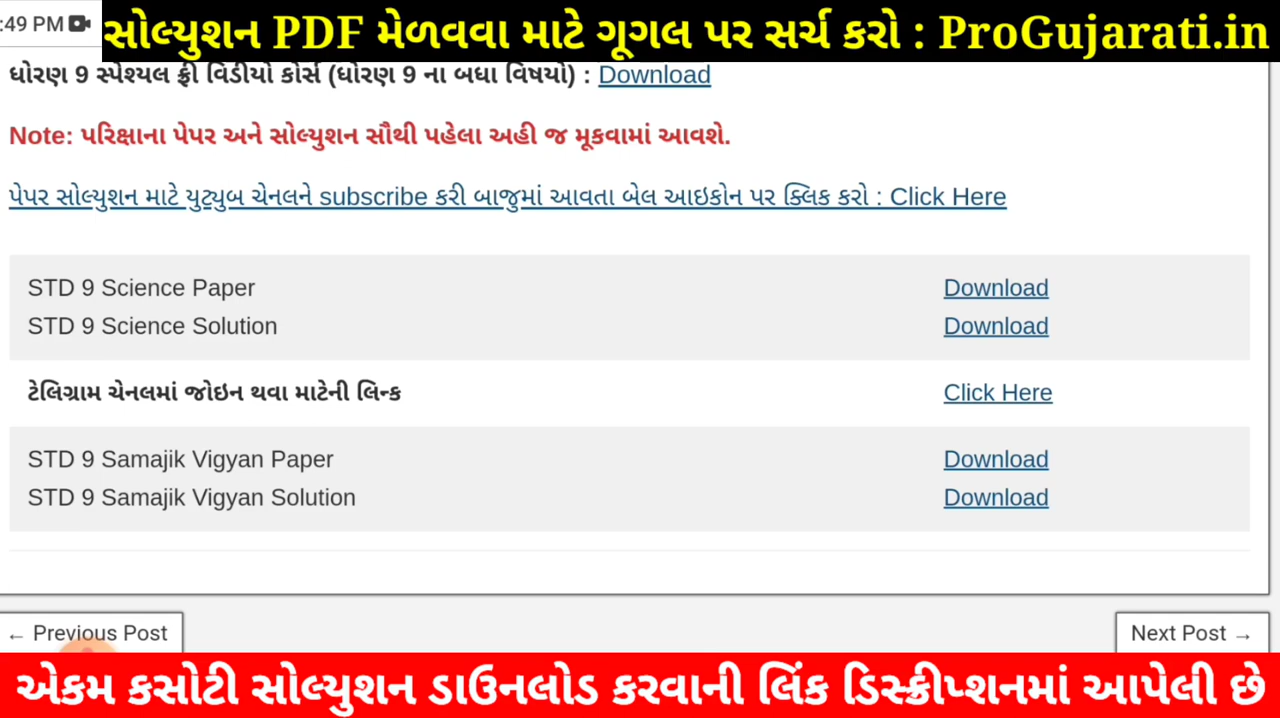 :49 PM
સોલ્યુશન PDF મેળવવા માટે ગૂગલ પર સર્ચ કરો : ProGujarati.in
ધોરણ 9 સ્પેશ્યલ ફ્રી વિડીયો કોર્સ (ધોરણ 9 ના બધા વિષયો) : Download
Note: પરિક્ષાના પેપર અને સોલ્યુશન સૌથી પહેલા અહી જ મૂકવામાં આવશે.
પેપર સોલ્યુશન માટે યુટ્યુબ ચેનલને subscribe કરી બાજુમાં આવતા બેલ આઇકોન પર ક્લિક કરો : Click Here
STD 9 Science Paper Download
STD 9 Science Solution Download
ટેલિગ્રામ ચેનલમાં જોઇન થવા માટેની લિન્ક Click Here
STD 9 Samajik Vigyan Paper Download
STD 9 Samajik Vigyan Solution Download
← Previous Post Next Post →
એકમ કસોટી સોલ્યુશન ડાઉનલોડ કરવાની લિંક ડિસ્ક્રીપ્શનમાં આપેલી છે